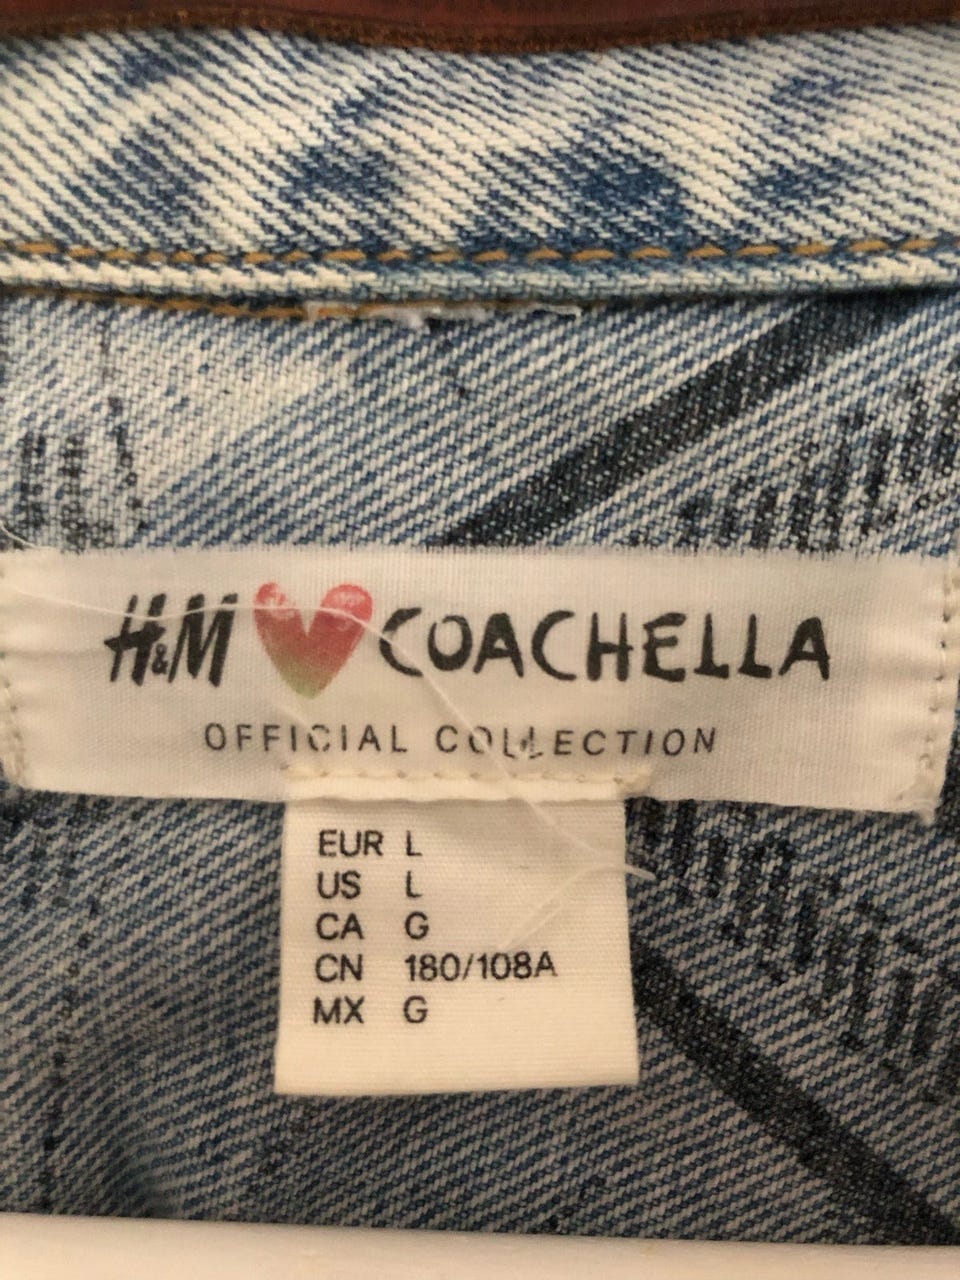 H&M COACHELLA
OFFICIAL COLLECTION
EUR L
US L
CA G
CN 180/108A
MX G